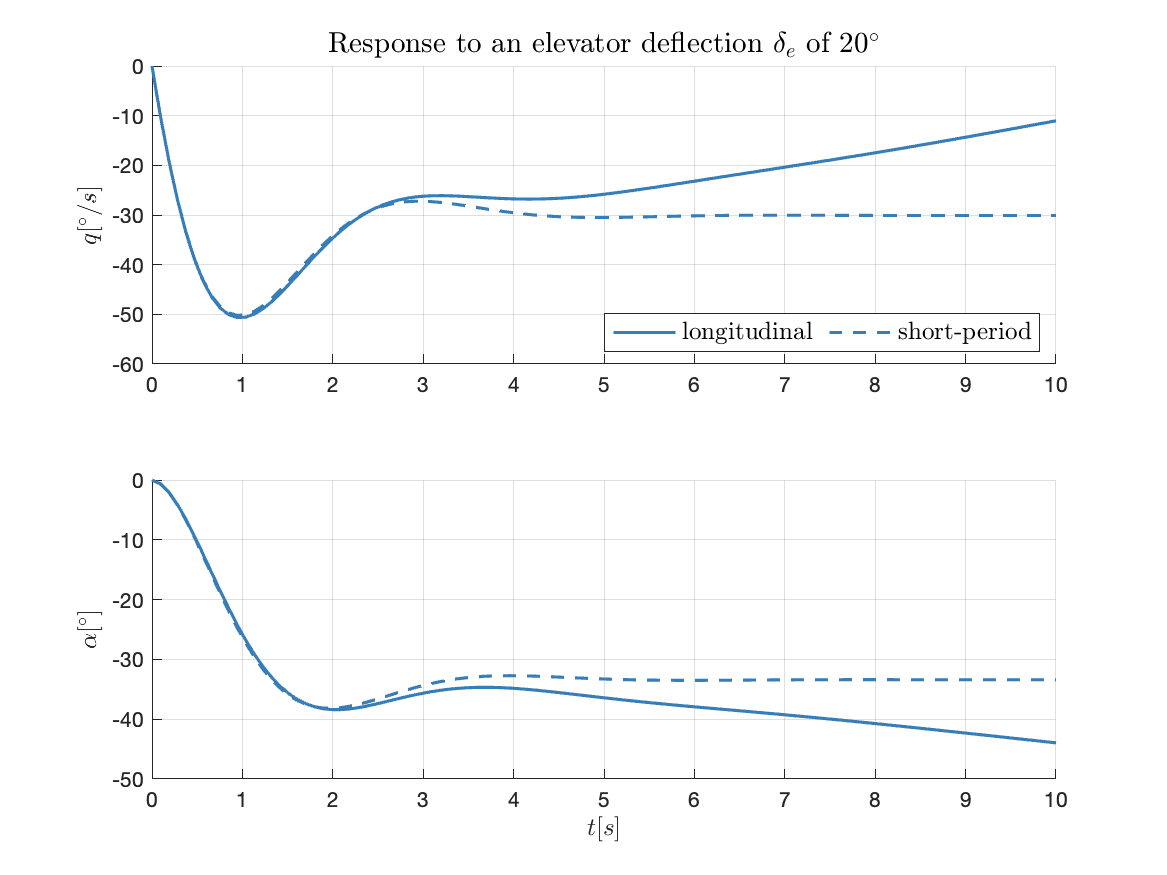 Response to an elevator deflection δₑ of 20°
q[°/s]
0
-10
-20
-30
-40
-50
-60
longitudinal short-period
0 1 2 3 4 5 6 7 8 9 10
α[°]
0
-10
-20
-30
-40
-50
0 1 2 3 4 5 6 7 8 9 10
t[s]